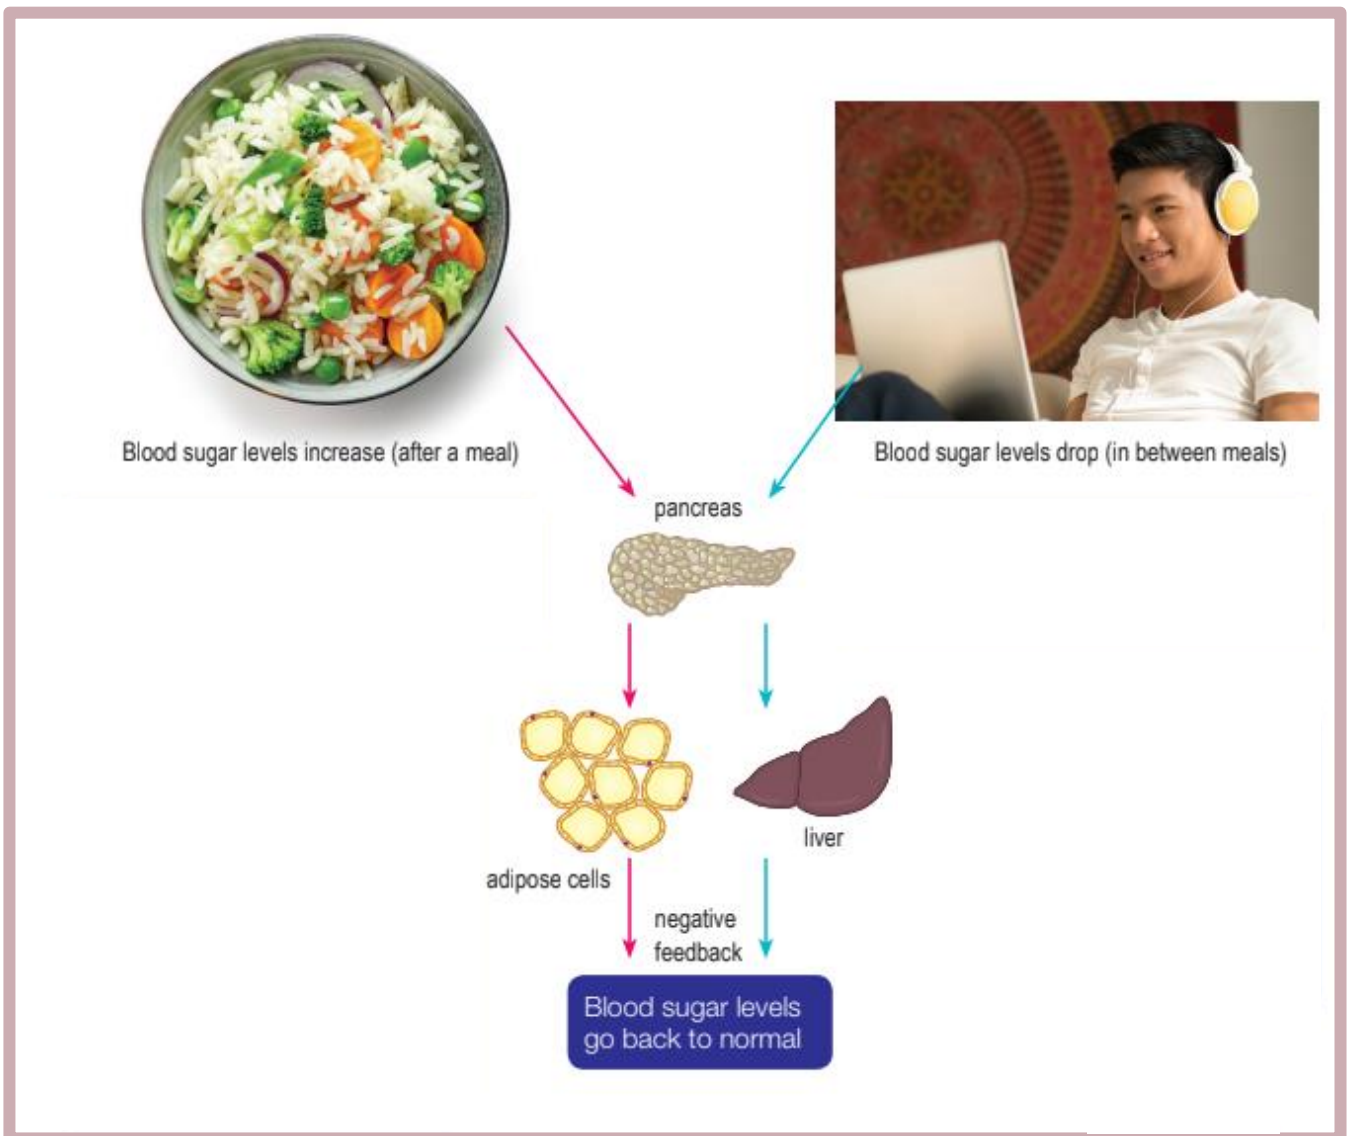 Blood sugar levels increase (after a meal)
Blood sugar levels drop (in between meals)
pancreas
liver
adipose cells
negative
feedback
Blood sugar levels
go back to normal